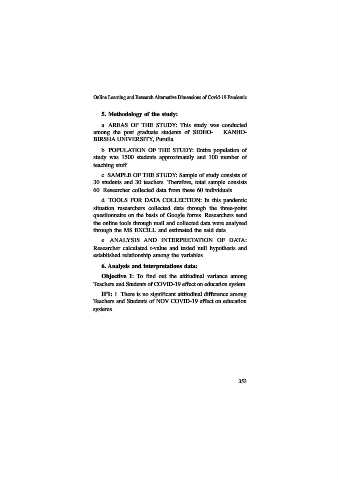 Online Learning and Research Alternative Dimensions of Covid-19 Pandemic
5. Methodology of the study:
a AREAS OF THE STUDY: This study was conducted
among the post graduate students of SIDHO- KANHO-
BIRSHA UNIVERSITY, Purulia
b POPULATION OF THE STUDY: Entire population of
study was 1500 students approximately and 100 number of
teaching stuff
c SAMPLE OF THE STUDY: Sample of study consists of
30 students and 30 teachers. Therefore, total sample consists
60 Researcher collected data from these 60 individuals
d TOOLS FOR DATA COLLECTION: In this pandemic
situation researchers collected data through the three-point
questionnaire on the basis of Google forms. Researchers send
the online tools through mail and collected data were analysed
through the MS EXCELL and estimated the said data
e ANALYSIS AND INTERPRETATION OF DATA:
Researcher calculated t-value and tested null hypothesis and
established relationship among the variables
6. Analysis and interpretations data:
Objective 1: To find out the attitudinal variance among
Teachers and Students of COVID-19 effect on education system
There is no significant attitudinal difference among
Teachers and Students of NOV COVID-19 effect on education
systems
353